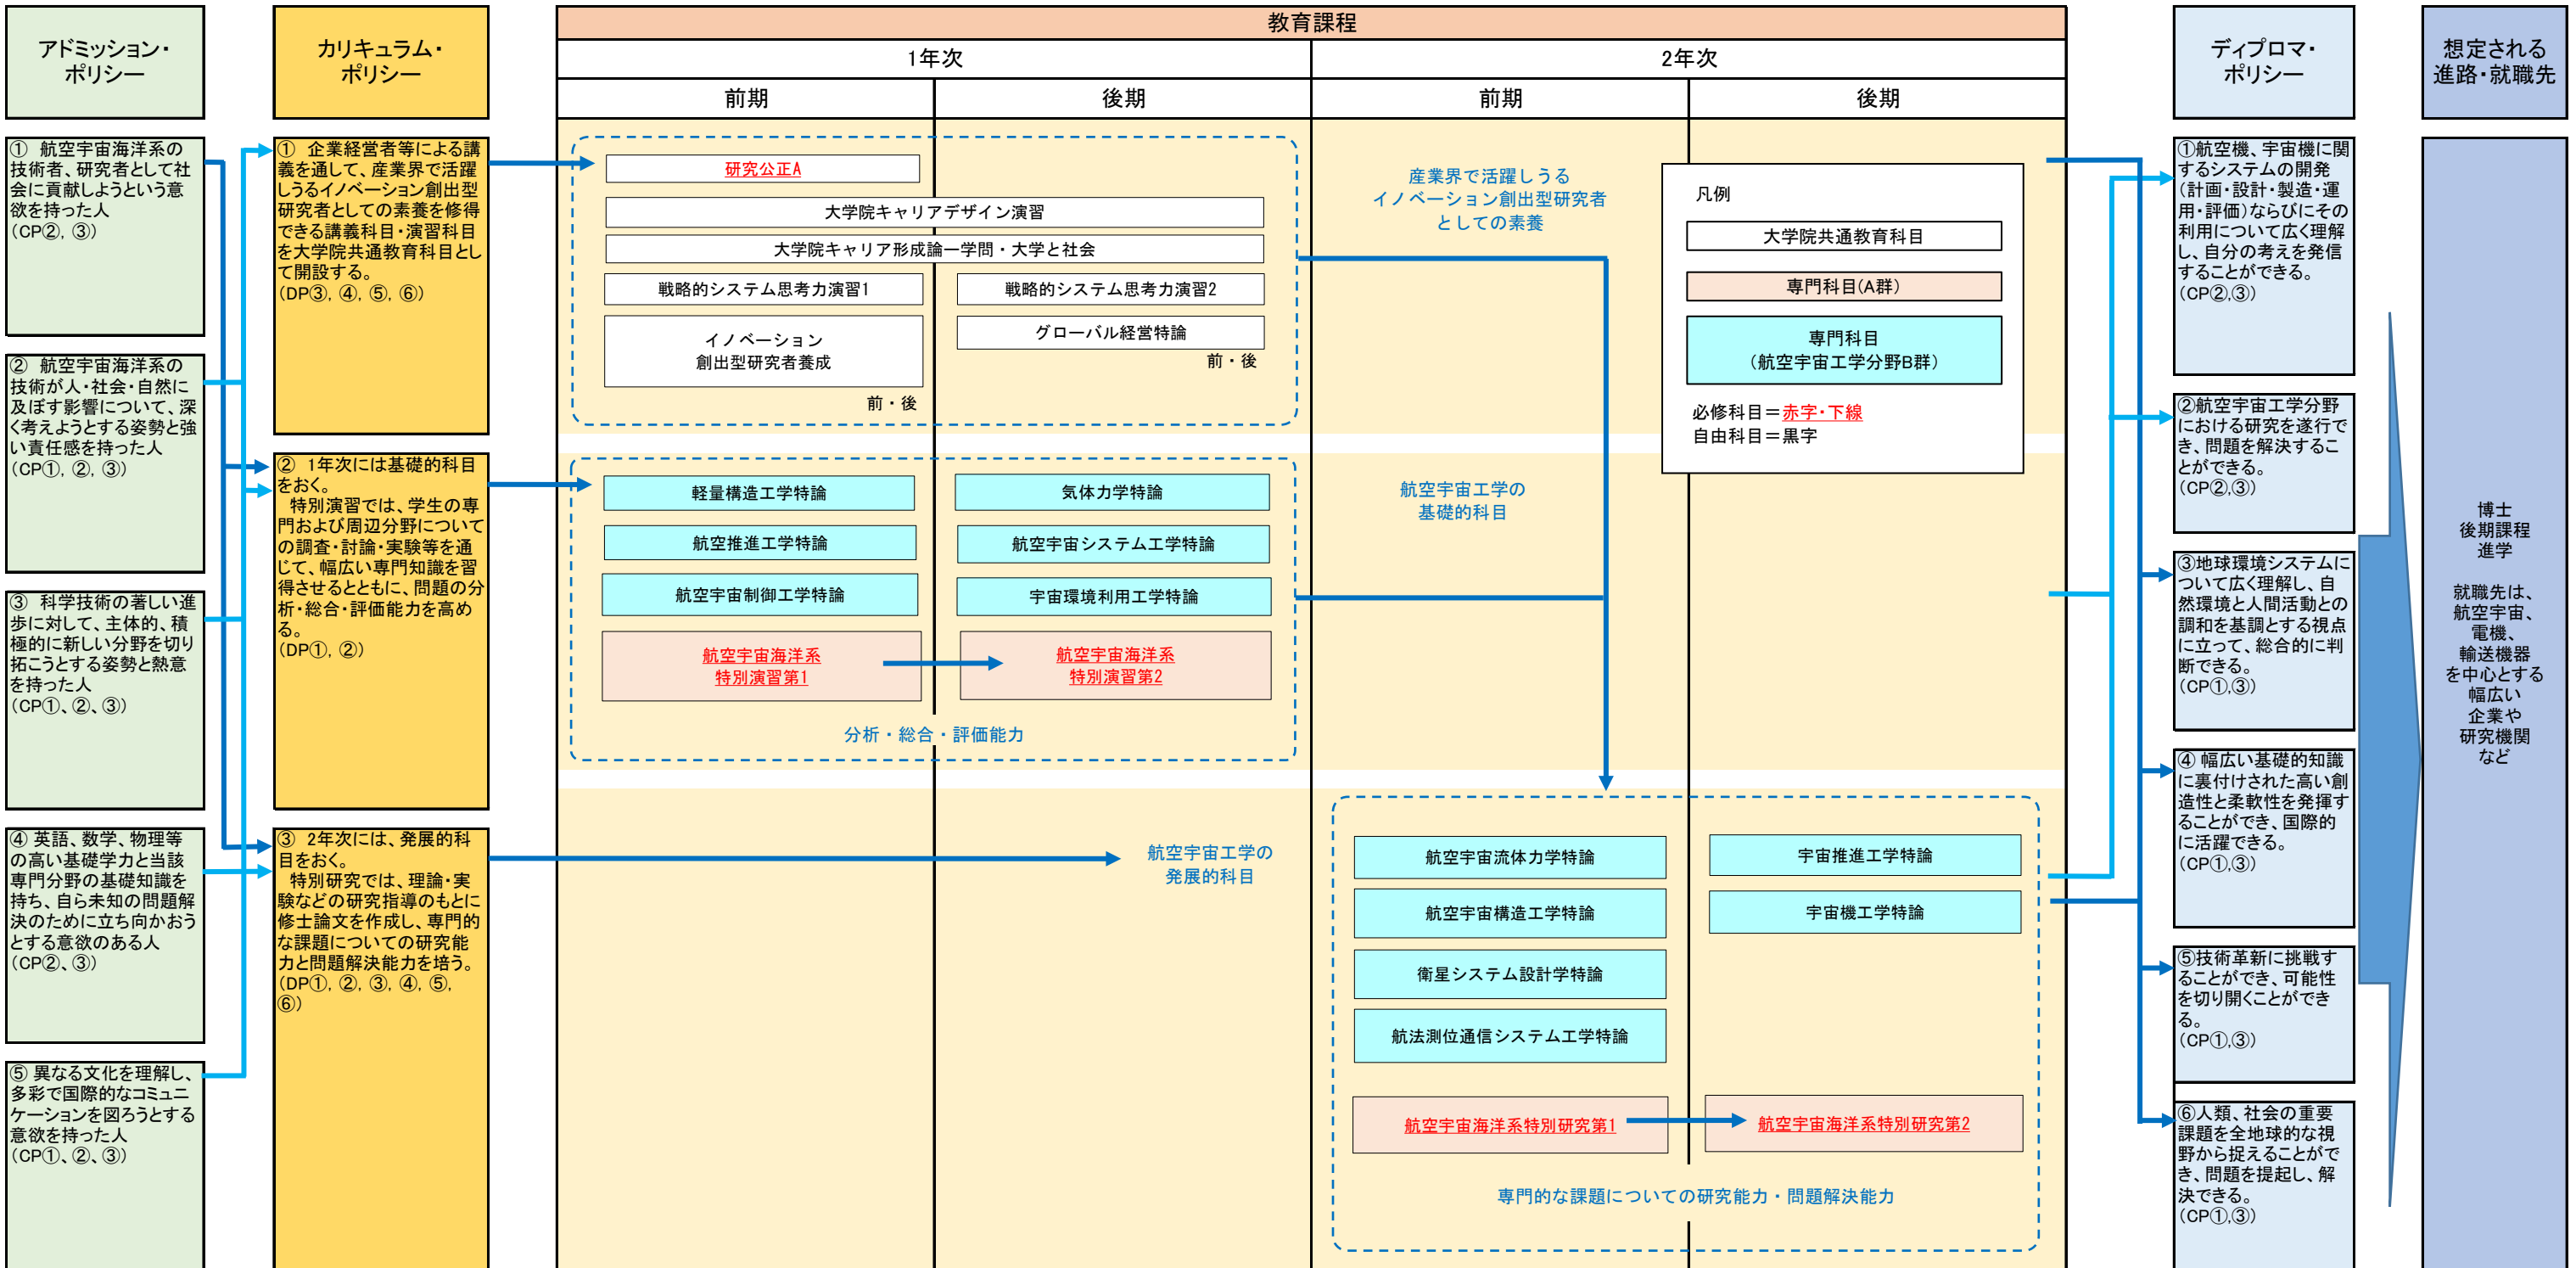 アドミッション・
ポリシー
① 航空宇宙海洋系の
技術者、研究者として社
会に貢献しようという意
欲を持った人
(CP②, ③)
② 航空宇宙海洋系の
技術が人・社会・自然に
及ぼす影響について、深
く考えようとする姿勢と強
い責任感を持った人
(CP①, ②, ③)
③ 科学技術の著しい進
歩に対して、主体的、積
極的に新しい分野を切り
拓こうとする姿勢と熱意
を持った人
(CP①、②、③)
④ 英語、数学、物理等
の高い基礎学力と当該
専門分野の基礎知識を
持ち、自ら未知の問題解
決のために立ち向かおう
とする意欲のある人
(CP②、③)
⑤ 異なる文化を理解し、
多彩で国際的なコミュニ
ケーションを図ろうとする
意欲を持った人
(CP①、②、③)
カリキュラム・
ポリシー
① 企業経営者等による講
義を通して、産業界で活躍
しうるイノベーション創出型
研究者としての素養を修得
できる講義科目・演習科目
を大学院共通教育科目とし
て開設する。
(DP③, ④, ⑤, ⑥)
② 1年次には基礎的科目
をおく。
特別演習では、学生の専
門および周辺分野について
の調査・討論・実験等を通
じて、幅広い専門知識を習
得させるとともに、問題の分
析・総合・評価能力を高め
る。
(DP①, ②)
③ 2年次には、発展的科
目をおく。
特別研究では、理論・実
験などの研究指導のもとに
修士論文を作成し、専門的
な課題についての研究能
力と問題解決能力を培う。
(DP①, ②, ③, ④, ⑤,
⑥)
教育課程
1年次
2年次
前期
後期
前期
後期
研究公正A
大学院キャリアデザイン演習
大学院キャリア形成論ー学問・大学と社会
戦略的システム思考力演習1
戦略的システム思考力演習2
イノベーション
創出型研究者養成
グローバル経営特論
前・後
前・後
産業界で活躍しうる
イノベーション創出型研究者
としての素養
凡例
大学院共通教育科目
専門科目(A群)
専門科目
(航空宇宙工学分野B群)
必修科目=赤字・下線
自由科目=黒字
軽量構造工学特論
気体力学特論
航空推進工学特論
航空宇宙システム工学特論
航空宇宙制御工学特論
宇宙環境利用工学特論
航空宇宙海洋系
特別演習第1
航空宇宙海洋系
特別演習第2
分析・総合・評価能力
航空宇宙工学の
基礎的科目
航空宇宙工学の
発展的科目
航空宇宙流体力学特論
宇宙推進工学特論
航空宇宙構造工学特論
宇宙機工学特論
衛星システム設計学特論
航法測位通信システム工学特論
航空宇宙海洋系特別研究第1
航空宇宙海洋系特別研究第2
専門的な課題についての研究能力・問題解決能力
ディプロマ・
ポリシー
①航空機、宇宙機に関
するシステムの開発
(計画・設計・製造・運
用・評価)ならびにその
利用について広く理解
し、自分の考えを発信
することができる。
(CP②,③)
②航空宇宙工学分野
における研究を遂行で
き、問題を解決するこ
とができる。
(CP②,③)
③地球環境システムに
ついて広く理解し、自
然環境と人間活動との
調和を基調とする視点
に立って、総合的に判
断できる。
(CP①,③)
④ 幅広い基礎的知識
に裏付けされた高い創
造性と柔軟性を発揮す
ることができ、国際的
に活躍できる。
(CP①,③)
⑤技術革新に挑戦す
ることができ、可能性
を切り開くことができ
る。
(CP①,③)
⑥人類、社会の重要
課題を全地球的な視
野から捉えることがで
き、問題を提起し、解
決できる。
(CP①,③)
想定される
進路・就職先
博士
後期課程
進学
就職先は、
航空宇宙、
電機、
輸送機器
を中心とする
幅広い
企業や
研究機関
など